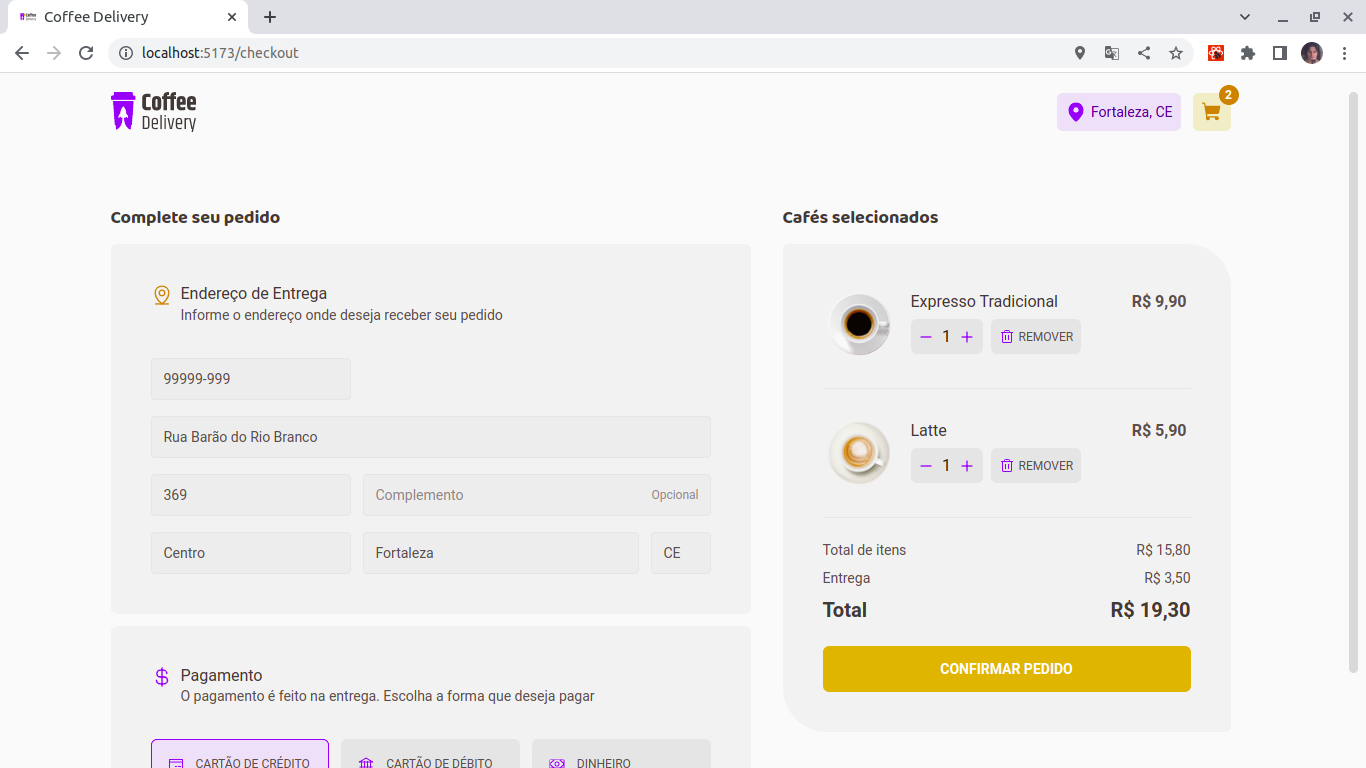 Coffee Delivery
localhost:5173/checkout
Coffee
Delivery
Fortaleza, CE
2
Complete seu pedido
Endereço de Entrega
Informe o endereço onde deseja receber seu pedido
99999-999
Rua Barão do Rio Branco
369
Complemento
Opcional
Centro
Fortaleza
CE
Pagamento
O pagamento é feito na entrega. Escolha a forma que deseja pagar
CARTÃO DE CRÉDITO
CARTÃO DE DÉBITO
DINHEIRO
Cafés selecionados
Expresso Tradicional
R$ 9,90
1
REMOVER
Latte
R$ 5,90
1
REMOVER
Total de itens
R$ 15,80
Entrega
R$ 3,50
Total
R$ 19,30
CONFIRMAR PEDIDO